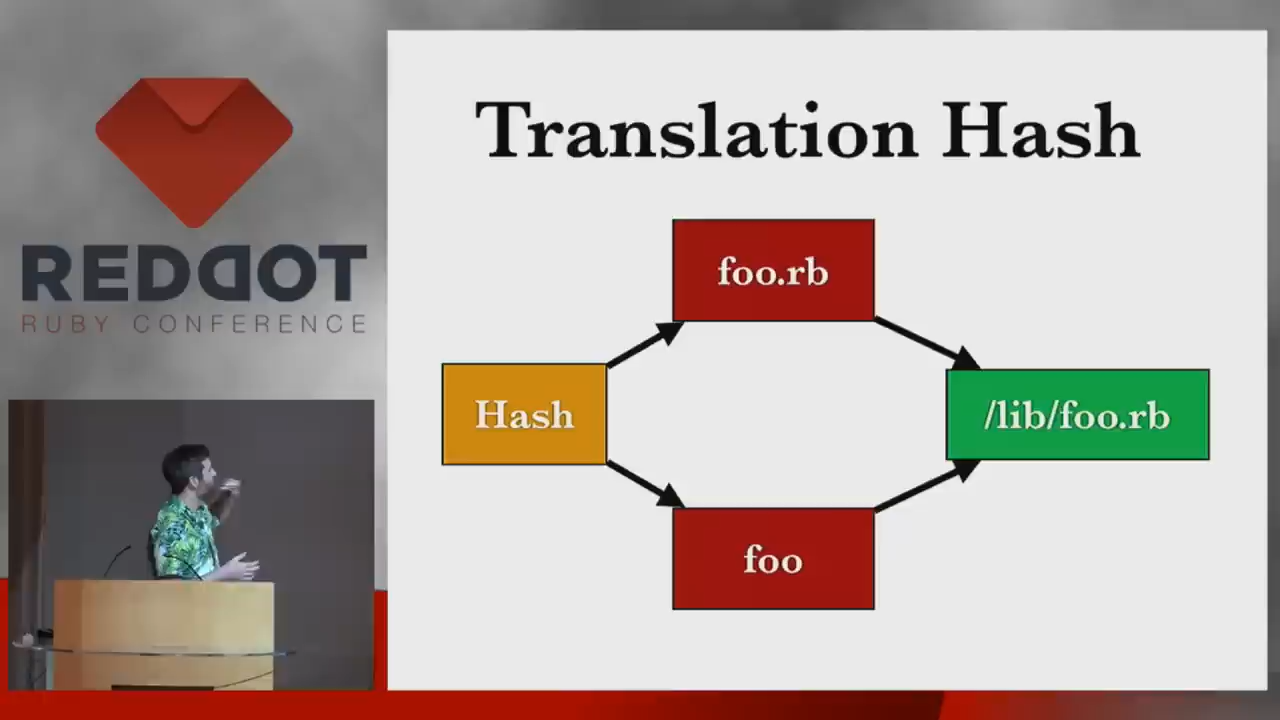 REDDOT
RUBY CONFERENCE
Translation Hash
foo.rb
Hash
/lib/foo.rb
foo